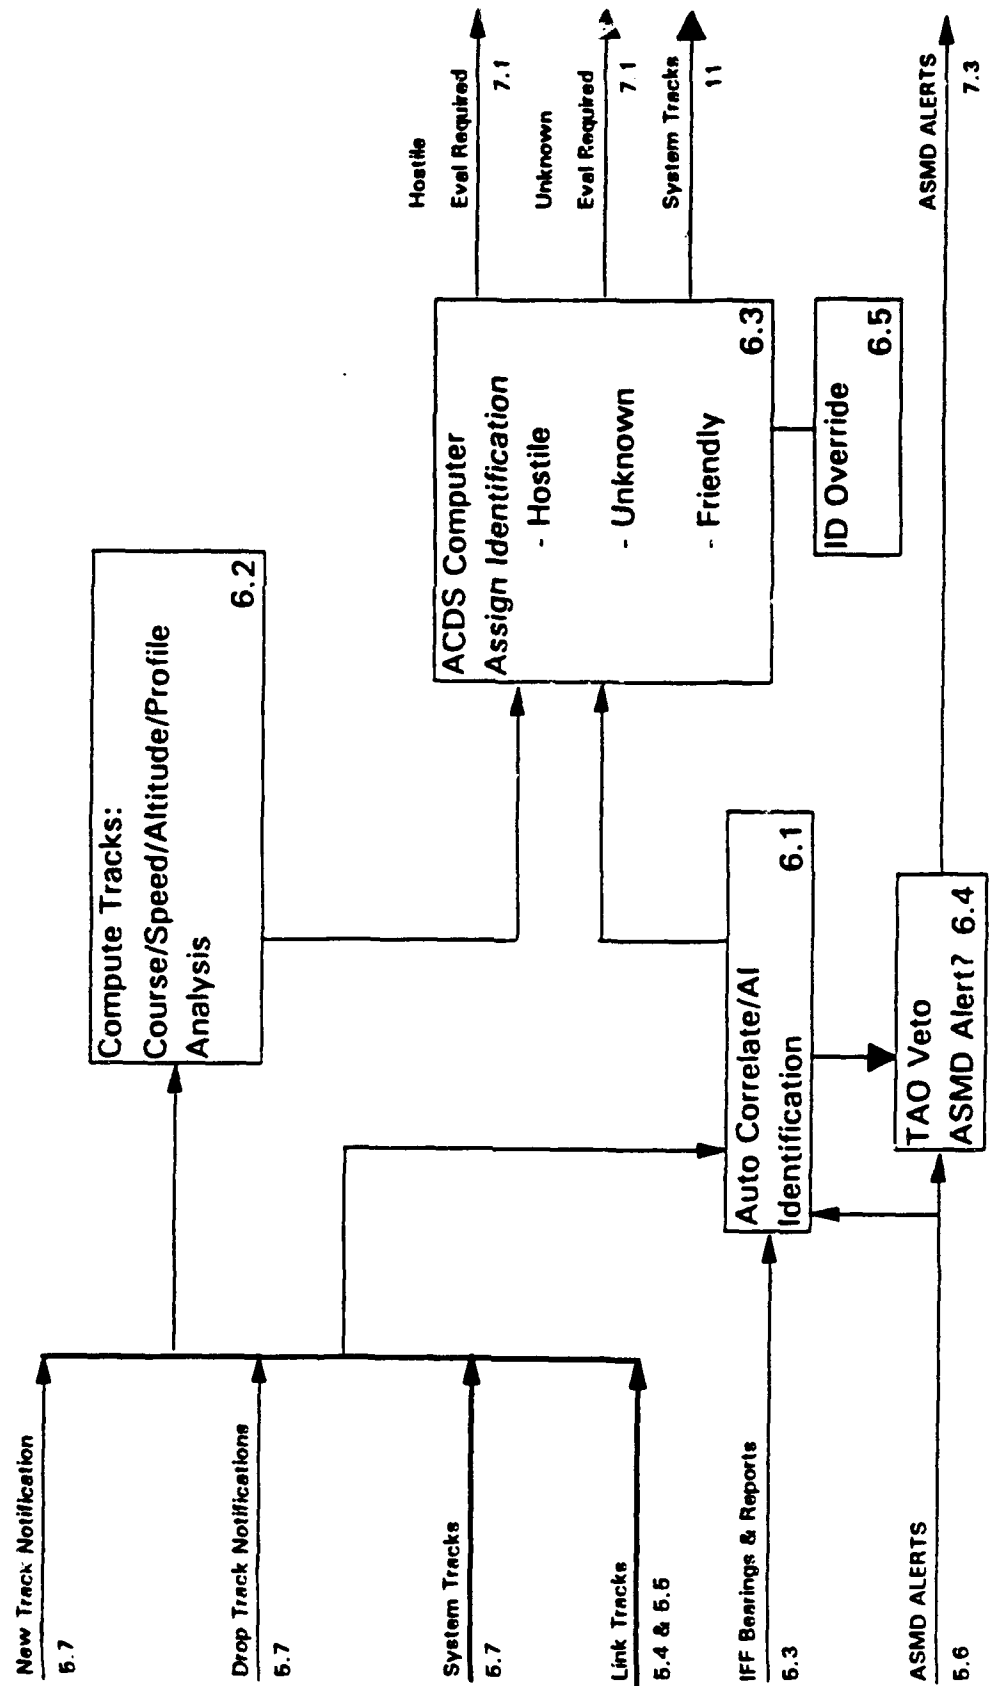 New Track Notification
5.7
Drop Track Notifications
5.7
System Tracks
5.7
Link Tracks
5.4 & 5.5
IFF Bearings & Reports
5.3
ASMD ALERTS
5.6
Compute Tracks:
Course/Speed/Altitude/Profile
Analysis
6.2
Auto Correlate/AI
Identification
6.1
TAO Veto
ASMD Alert? 6.4
ACDS Computer
Assign Identification
- Hostile
- Unknown
- Friendly
6.3
ID Override
6.5
Hostile
Eval Required
7.1
Unknown
Eval Required
7.1
System Tracks
11
ASMD ALERTS
7.3